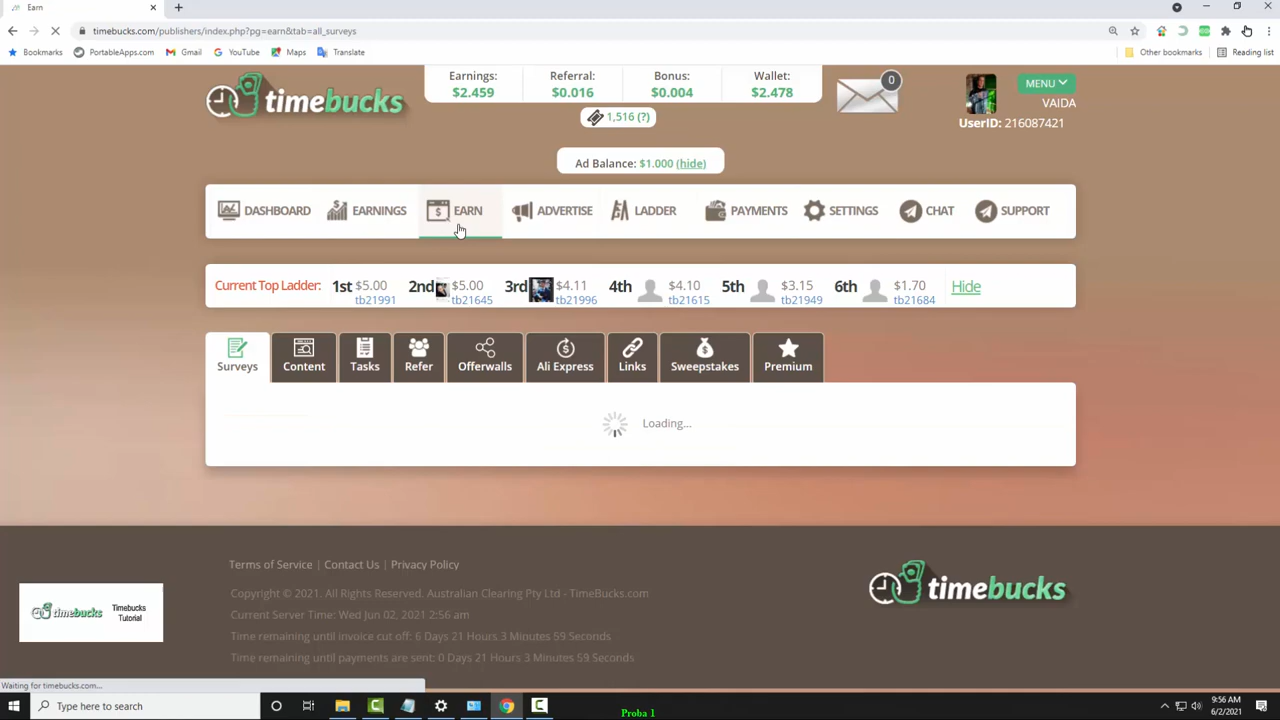 Earn
timebucks.com/publishers/index.php?pg=earn&tab=all_surveys
Bookmarks PortableApps.com Gmail YouTube Maps Translate Other bookmarks Reading list
timebucks
Earnings: Referral: Bonus: Wallet:
$2.459 $0.016 $0.004 $2.478
0
MENU
VAIDA
UserID: 216087421
1,516 (?)
Ad Balance: $1.000 (hide)
DASHBOARD EARNINGS EARN ADVERTISE LADDER PAYMENTS SETTINGS CHAT SUPPORT
Current Top Ladder: 1st $5.00 2nd $5.00 3rd $4.11 4th $4.10 5th $3.15 6th $1.70 Hide
tb21991 tb21645 tb21996 tb21615 tb21949 tb21684
Surveys Content Tasks Refer Offerwalls Ali Express Links Sweepstakes Premium
Loading...
Terms of Service | Contact Us | Privacy Policy
Copyright © 2021. All Rights Reserved. Australian Clearing Pty Ltd - TimeBucks.com
Current Server Time: Wed Jun 02, 2021 2:56 am
Time remaining until invoice cut off: 6 Days 21 Hours 3 Minutes 59 Seconds
Time remaining until payments are sent: 0 Days 21 Hours 3 Minutes 59 Seconds
timebucks
timebucks Timebucks
Tutorial
Waiting for timebucks.com...
Type here to search
9:56 AM
6/2/2021
Proba 1